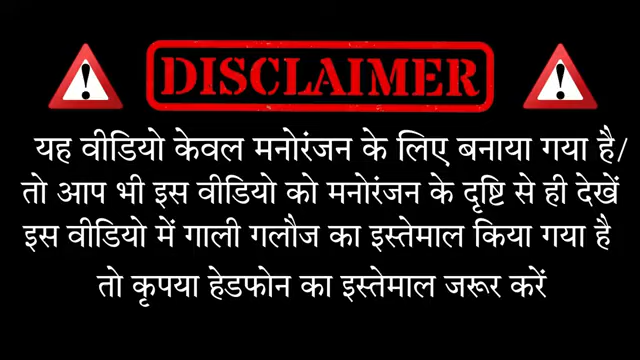 DISCLAIMER
यह वीडियो केवल मनोरंजन के लिए बनाया गया है/
तो आप भी इस वीडियो को मनोरंजन के दृष्टि से ही देखें
इस वीडियो में गाली गलौज का इस्तेमाल किया गया है
तो कृपया हेडफोन का इस्तेमाल जरूर करें